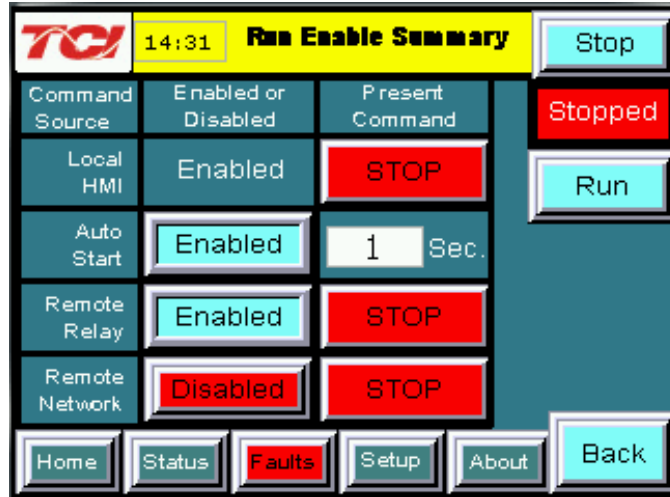 TCI 14:31 Run Enable Summary Stop
Command Source Enabled or Disabled Present Command Stopped
Local HMI Enabled STOP Run
Auto Start Enabled 1 Sec.
Remote Relay Enabled STOP
Remote Network Disabled STOP
Home Status Faults Setup About Back